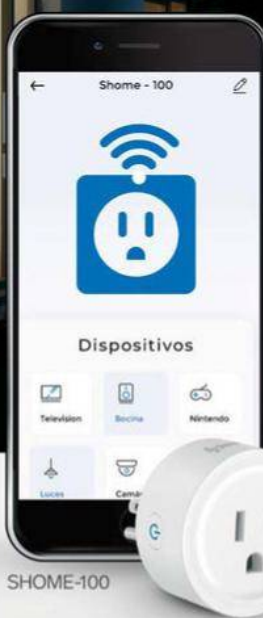 Shome - 100
Dispositivos
Television
Bocina
Nintendo
Luces
SHOME-100